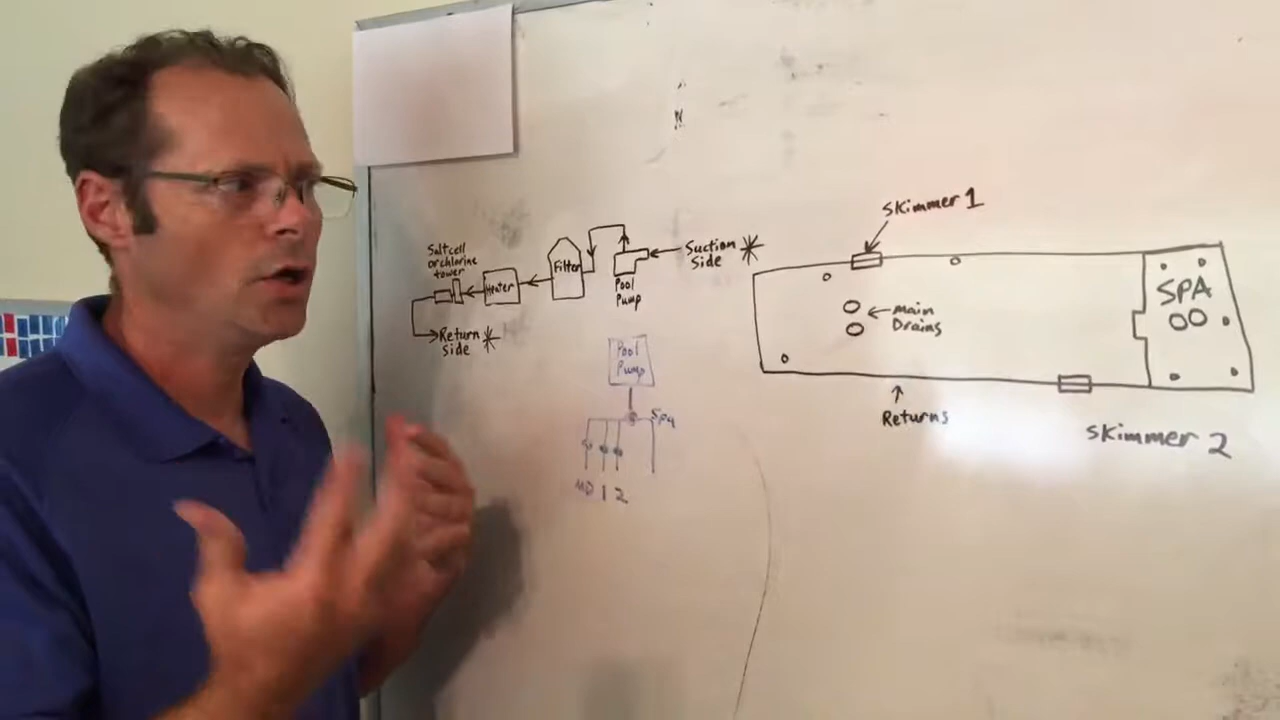 Skimmer 1
Saltcell
or chlorine
tower
Heater
Filter
Pool
Pump
Suction
Side
Return
side
Pool
Pump
Spa
MD 1 2
main
Drains
SPA
Returns
Skimmer 2